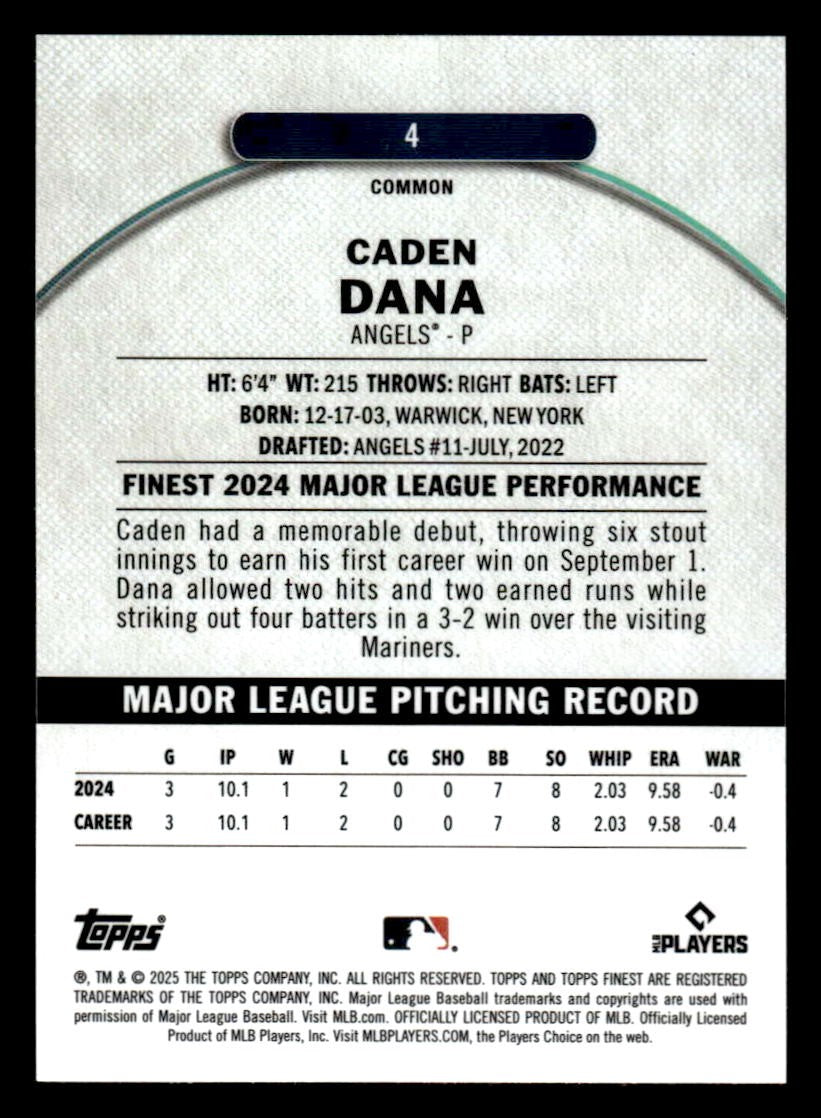 4
COMMON
CADEN
DANA
ANGELS® - P
HT: 6'4" WT: 215 THROWS: RIGHT BATS: LEFT
BORN: 12-17-03, WARWICK, NEW YORK
DRAFTED: ANGELS #11-JULY, 2022
FINEST 2024 MAJOR LEAGUE PERFORMANCE
Caden had a memorable debut, throwing six stout
innings to earn his first career win on September 1.
Dana allowed two hits and two earned runs while
striking out four batters in a 3-2 win over the visiting
Mariners.
MAJOR LEAGUE PITCHING RECORD
G IP W L CG SHO BB SO WHIP ERA WAR
2024 3 10.1 1 2 0 0 7 8 2.03 9.58 -0.4
CAREER 3 10.1 1 2 0 0 7 8 2.03 9.58 -0.4
Topps® MLB PLAYERS
®, TM & © 2025 THE TOPPS COMPANY, INC. ALL RIGHTS RESERVED. TOPPS AND TOPPS FINEST ARE REGISTERED
TRADEMARKS OF THE TOPPS COMPANY, INC. Major League Baseball trademarks and copyrights are used with
permission of Major League Baseball. Visit MLB.com. OFFICIALLY LICENSED PRODUCT OF MLB. Officially Licensed
Product of MLB Players, Inc. Visit MLBPLAYERS.COM, the Players Choice on the web.